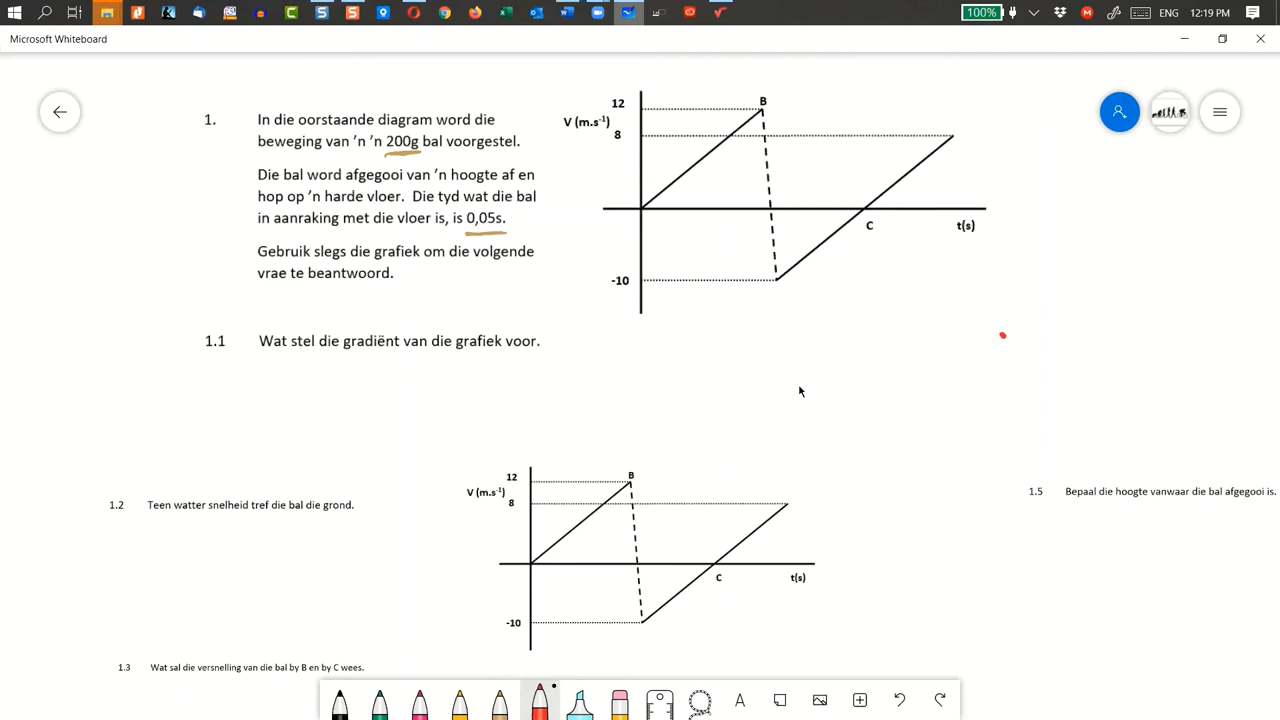 100%
ENG
12:19 PM
Microsoft Whiteboard
1. In die oorstaande diagram word die
beweging van ’n ’n 200g bal voorgestel.
Die bal word afgegooi van ’n hoogte af en
hop op ’n harde vloer. Die tyd wat die bal
in aanraking met die vloer is, is 0,05s.
Gebruik slegs die grafiek om die volgende
vrae te beantwoord.
12
B
V (m.s-1)
8
C
t(s)
-10
1.1 Wat stel die gradiënt van die grafiek voor.
1.2 Teen watter snelheid tref die bal die grond.
12
B
V (m.s-1)
8
C
t(s)
-10
1.5 Bepaal die hoogte vanwaar die bal afgegooi is.
1.3 Wat sal die versnelling van die bal by B en by C wees.
A